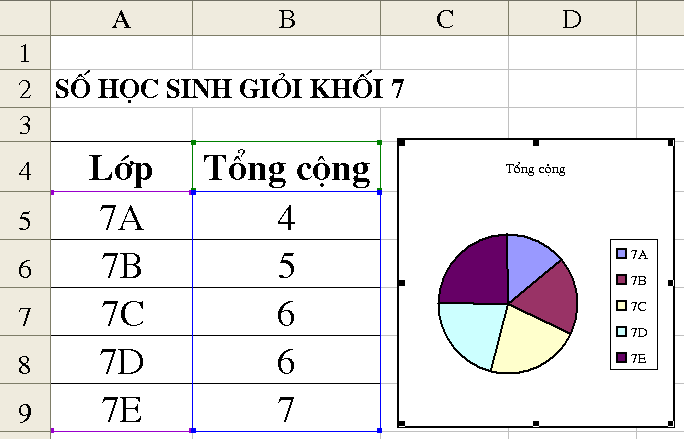 A B C D
1
2 SỐ HỌC SINH GIỎI KHỐI 7
3
4 Lớp Tổng cộng
5 7A 4
6 7B 5
7 7C 6
8 7D 6
9 7E 7
Tổng cộng
7A
7B
7C
7D
7E